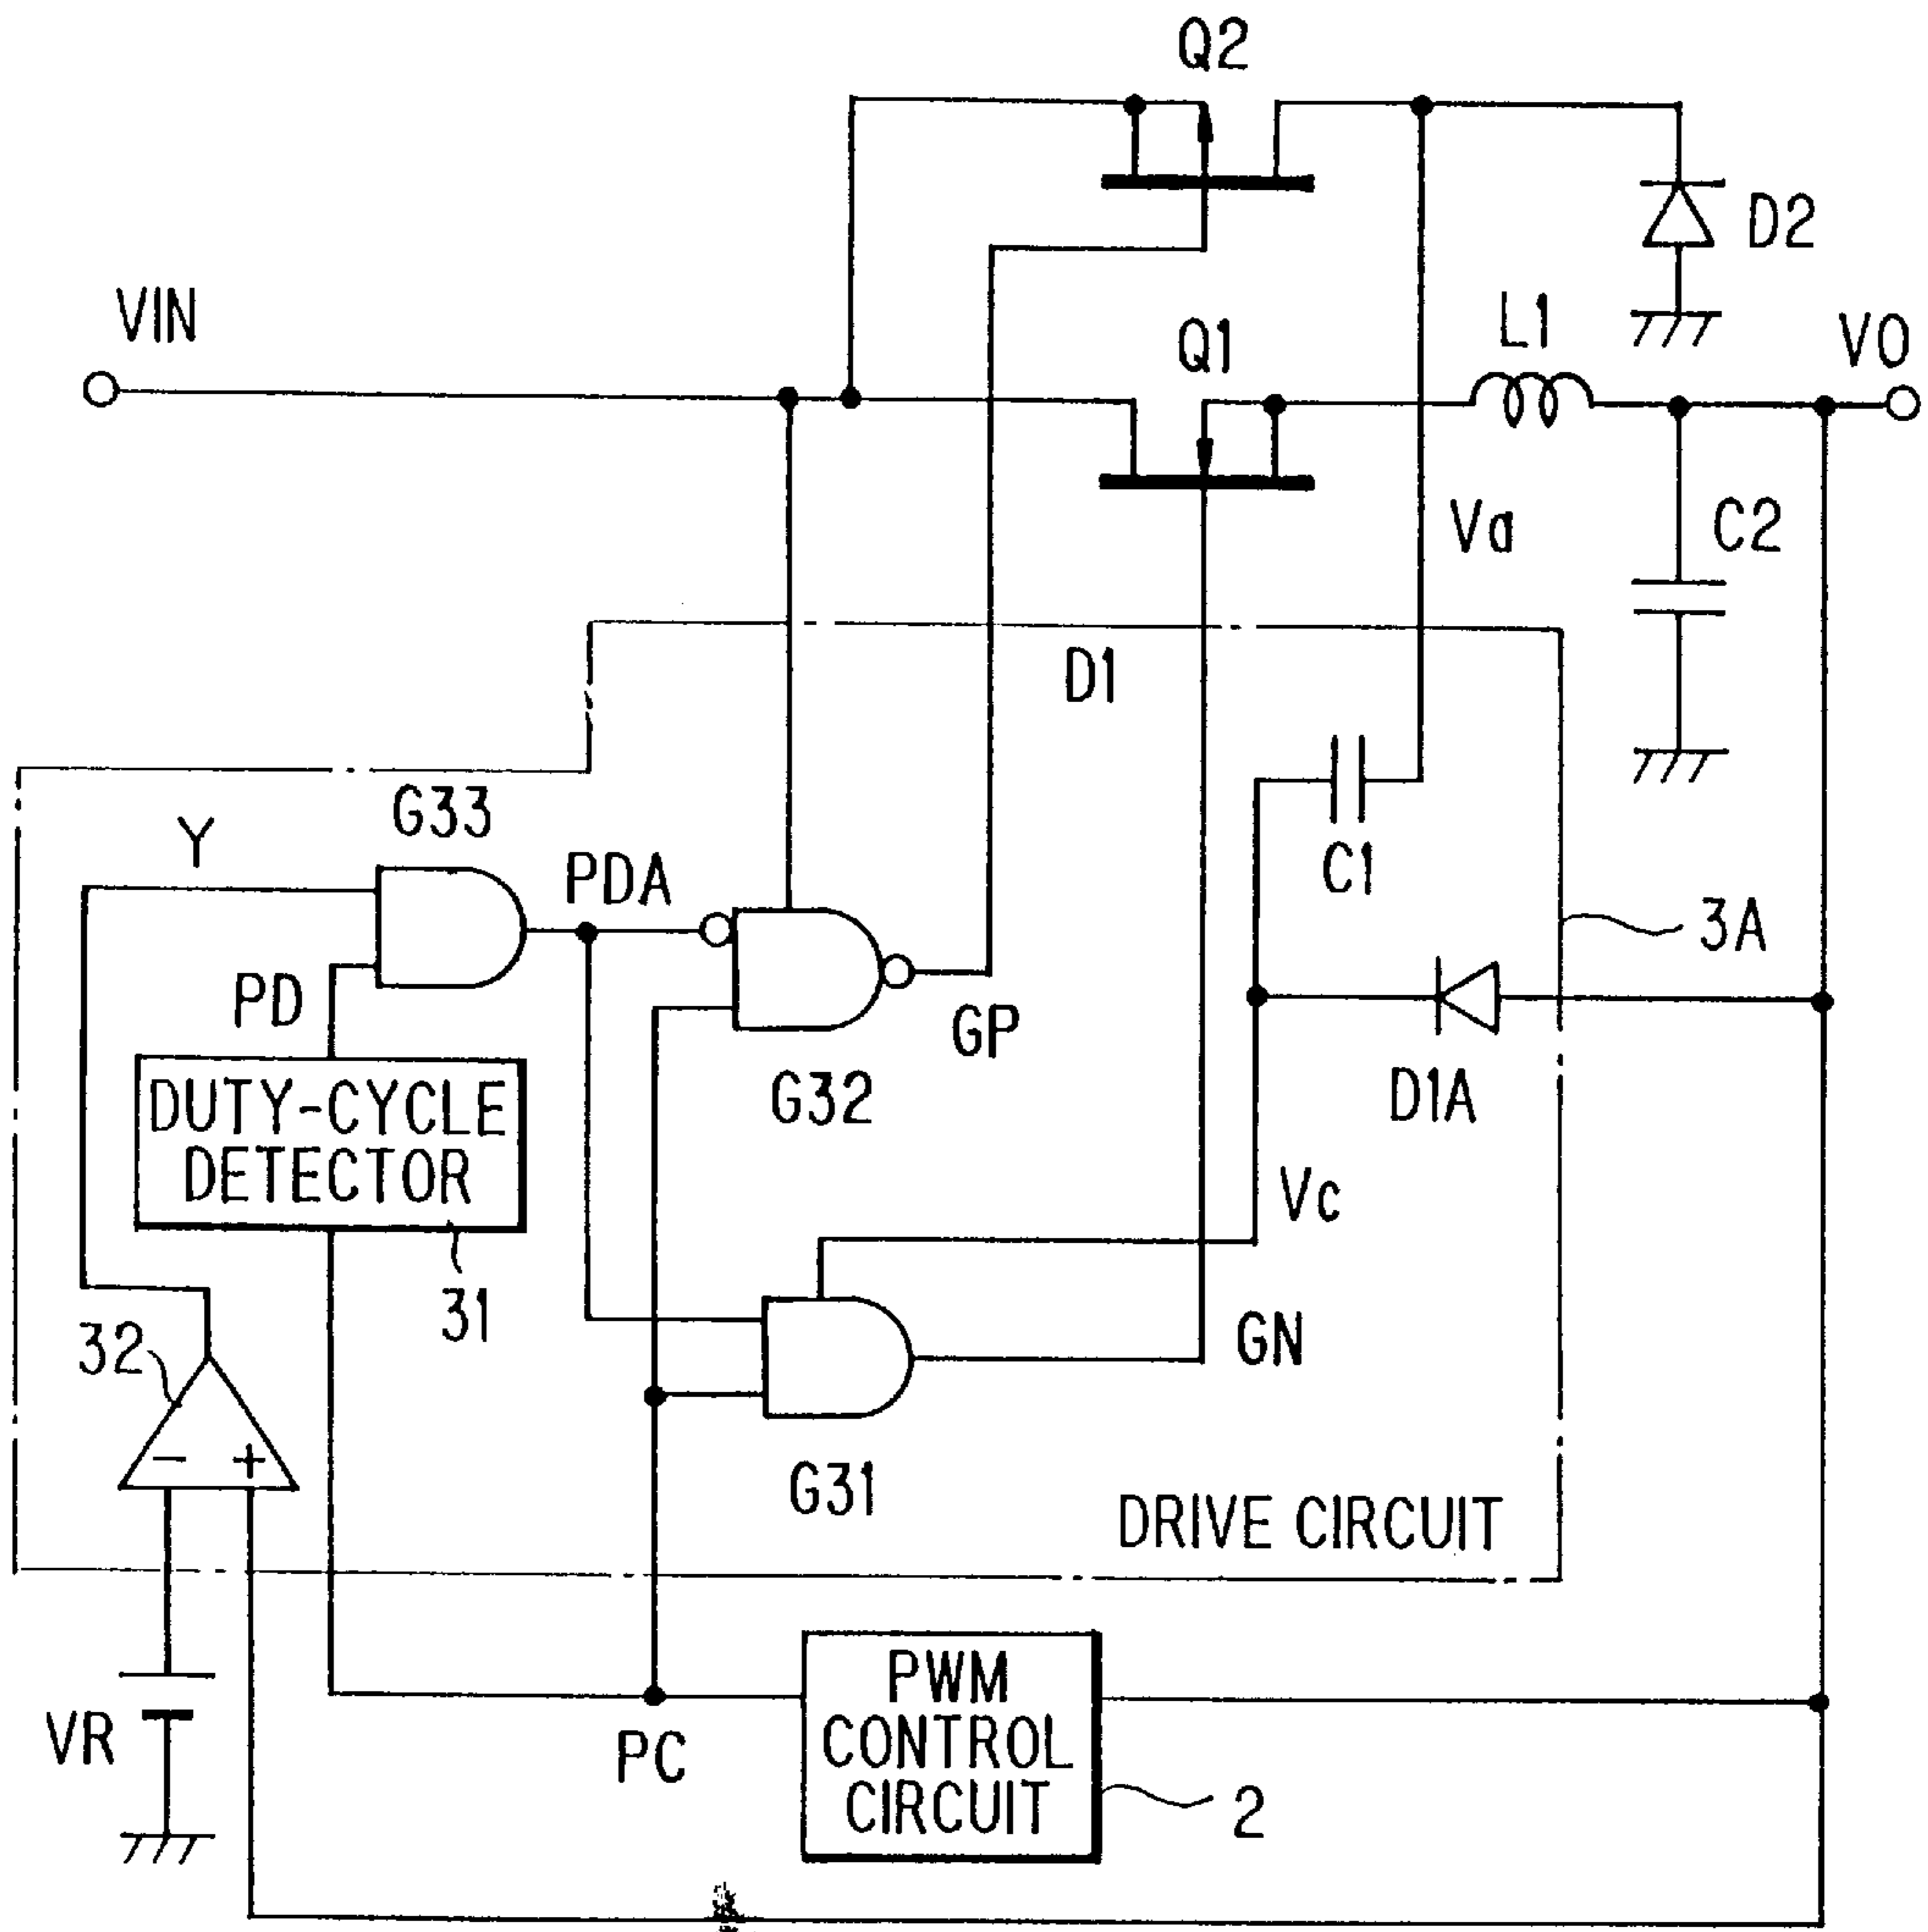 Q2
D2
VIN
Q1
L1
VO
Va
C2
D1
G33
Y
PDA
C1
3A
PD
GP
G32
D1A
DUTY-CYCLE
DETECTOR
Vc
31
GN
32
- +
G31
DRIVE CIRCUIT
VR
PC
PWM
CONTROL
CIRCUIT
2